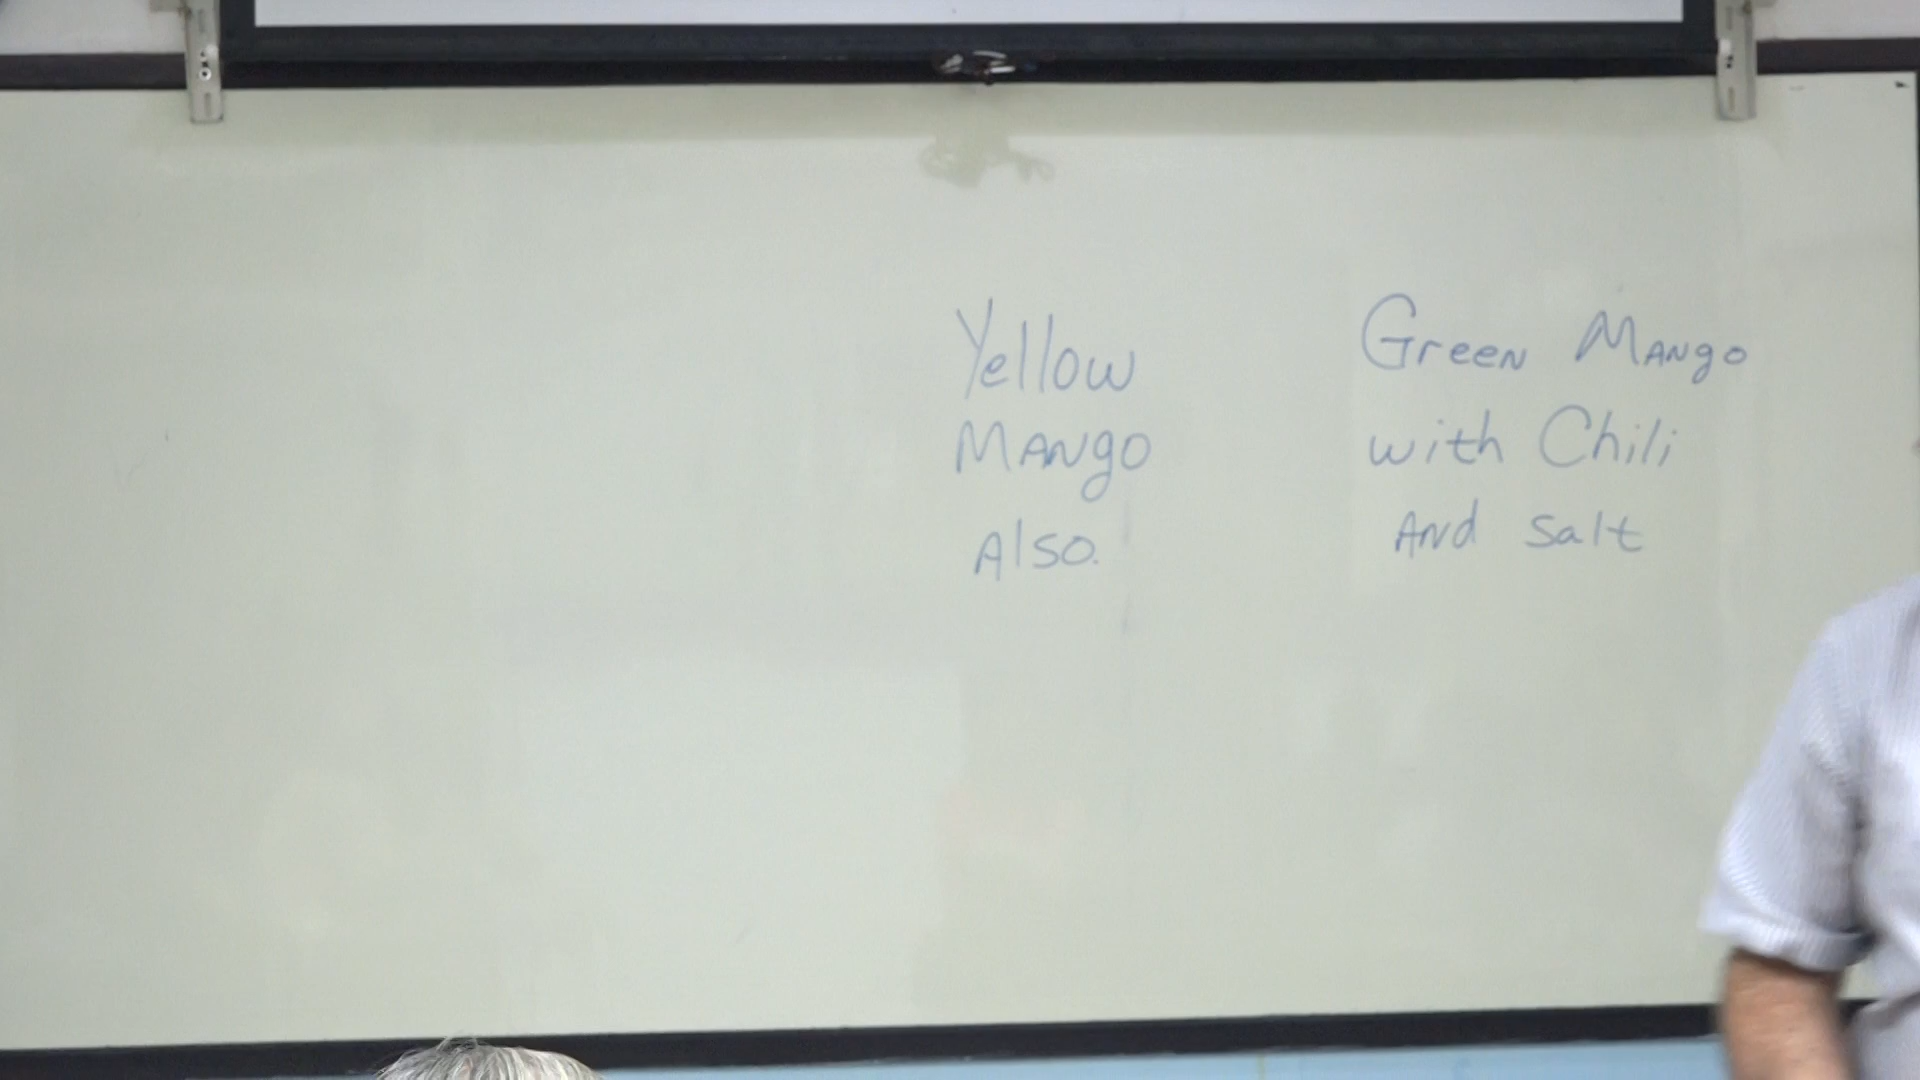 Yellow
Mango
Also.
Green Mango
with Chili
And salt